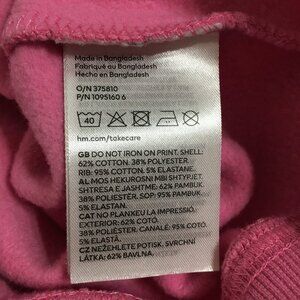 Made in Bangladesh
Fabriqué au Bangladesh
Hecho en Bangladesh
O/N 375810
P/N 1095160 6
40
hm.com/takecare
GB DO NOT IRON ON PRINT. SHELL:
62% COTTON. 38% POLYESTER.
RIB: 95% COTTON. 5% ELASTANE.
AL MOS HEKUROSNI MBI SHTYPJET.
SHTRESA E JASHTME: 62% PAMBUK.
38% POLIESTER. SOP: 95% PAMBUK.
5% ELASTAN.
CAT NO PLANXEU LA IMPRESSIÓ.
EXTERIOR: 62% COTÓ.
38% POLIÈSTER. CANALÉ: 95% COTÓ.
5% ELASTÀ.
CZ NEŽEHLETE POTISK. SVRCHNÍ
LÁTKA: 62% BAVLNA.